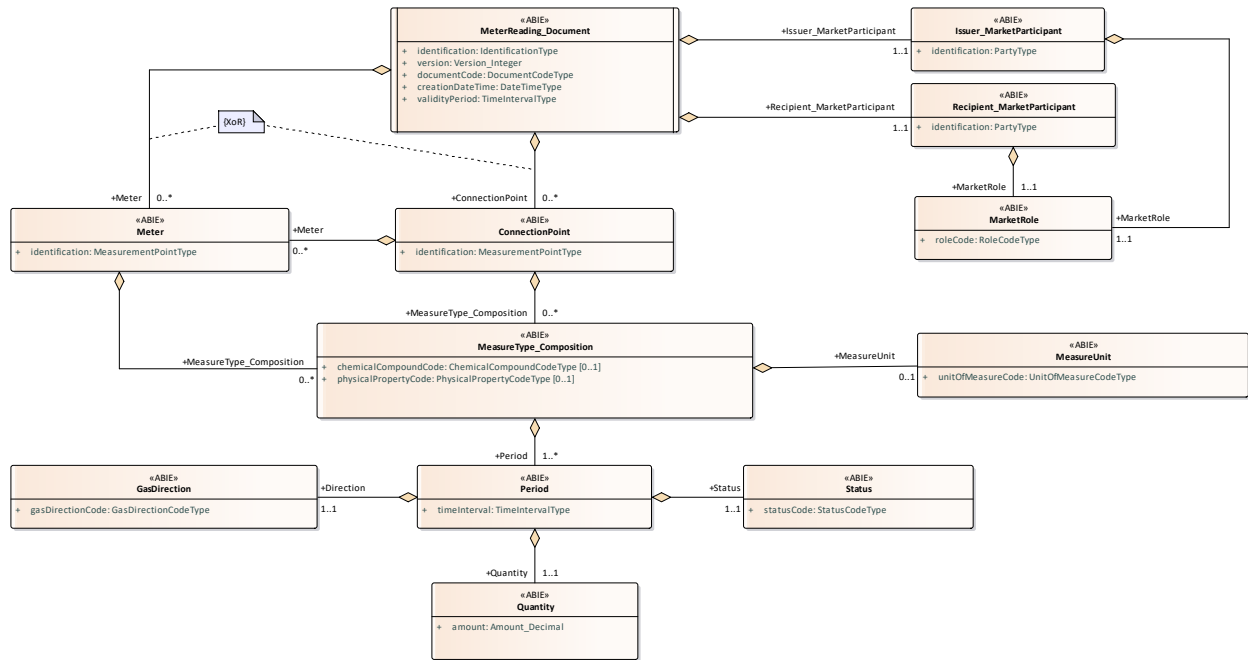 «ABIE»
MeterReading_Document
+ identification: IdentificationType
+ version: Version_Integer
+ documentCode: DocumentCodeType
+ creationDateTime: DateTimeType
+ validityPeriod: TimeIntervalType
+Issuer_MarketParticipant
1..1
«ABIE»
Issuer_MarketParticipant
+ identification: PartyType
+Recipient_MarketParticipant
1..1
«ABIE»
Recipient_MarketParticipant
+ identification: PartyType
{XoR}
+MarketRole 1..1
+Meter 0..*
+ConnectionPoint 0..*
«ABIE»
Meter
+ identification: MeasurementPointType
+Meter
0..*
«ABIE»
ConnectionPoint
+ identification: MeasurementPointType
«ABIE»
MarketRole
+ roleCode: RoleCodeType
+MarketRole
1..1
+MeasureType_Composition 0..*
+MeasureType_Composition
0..*
«ABIE»
MeasureType_Composition
+ chemicalCompoundCode: ChemicalCompoundCodeType [0..1]
+ physicalPropertyCode: PhysicalPropertyCodeType [0..1]
+MeasureUnit
0..1
«ABIE»
MeasureUnit
+ unitOfMeasureCode: UnitOfMeasureCodeType
+Period 1..*
«ABIE»
GasDirection
+ gasDirectionCode: GasDirectionCodeType
+Direction
1..1
«ABIE»
Period
+ timeInterval: TimeIntervalType
+Status
1..1
«ABIE»
Status
+ statusCode: StatusCodeType
+Quantity 1..1
«ABIE»
Quantity
+ amount: Amount_Decimal